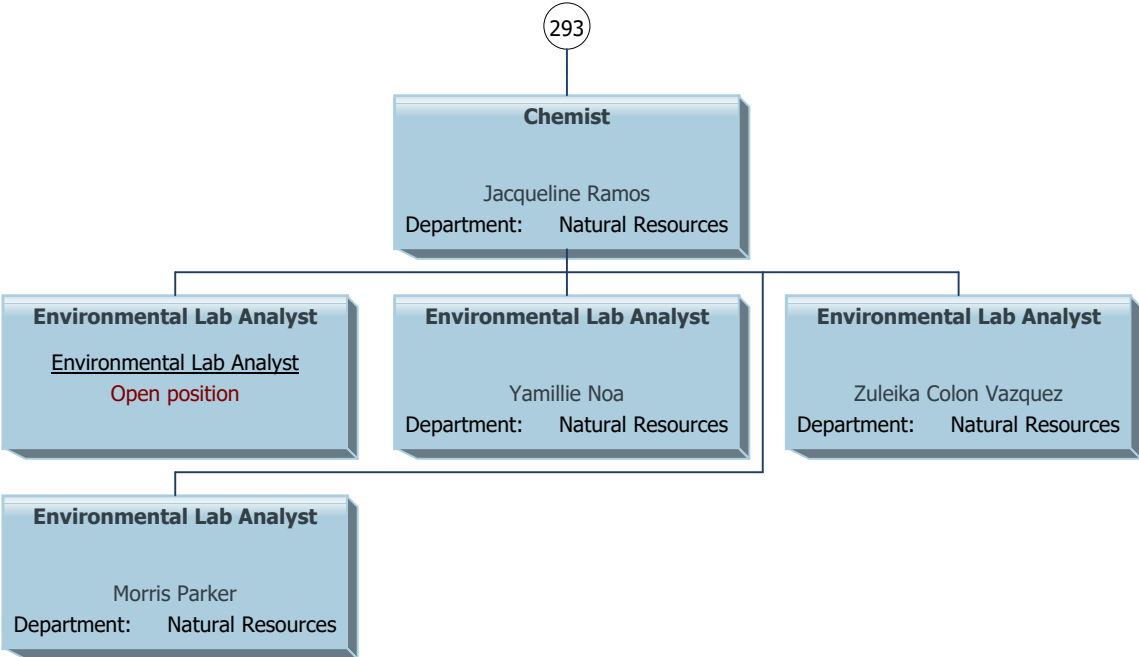 293
Chemist
Jacqueline Ramos
Department: Natural Resources
Environmental Lab Analyst
Environmental Lab Analyst
Open position
Environmental Lab Analyst
Yamillie Noa
Department: Natural Resources
Environmental Lab Analyst
Zuleika Colon Vazquez
Department: Natural Resources
Environmental Lab Analyst
Morris Parker
Department: Natural Resources